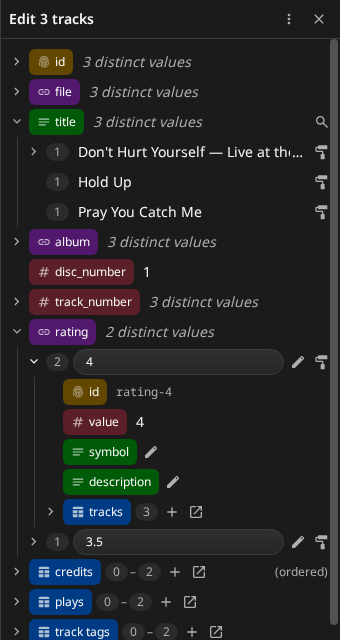 Edit 3 tracks
id 3 distinct values
file 3 distinct values
title 3 distinct values
1 Don't Hurt Yourself — Live at the…
1 Hold Up
1 Pray You Catch Me
album 3 distinct values
# disc_number 1
# track_number 3 distinct values
rating 2 distinct values
2 4
id rating-4
# value 4
symbol
description
tracks 3 +
1 3.5
credits 0 – 2 + (ordered)
plays 0 – 2 +
track tags 0 – 2 +